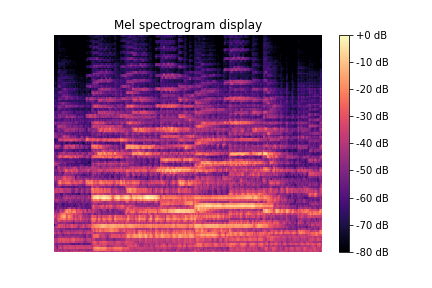 Mel spectrogram display
+0 dB
-10 dB
-20 dB
-30 dB
-40 dB
-50 dB
-60 dB
-70 dB
-80 dB